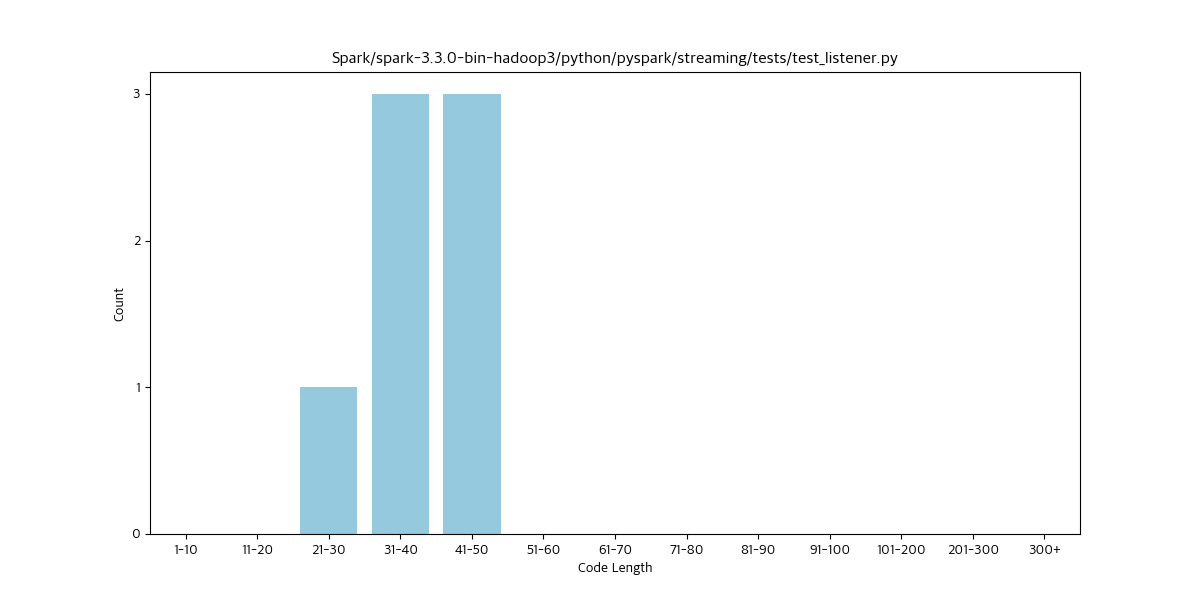 Spark/spark-3.3.0-bin-hadoop3/python/pyspark/streaming/tests/test_listener.py
3
2
1
0
Count
1-10 11-20 21-30 31-40 41-50 51-60 61-70 71-80 81-90 91-100 101-200 201-300 300+
Code Length